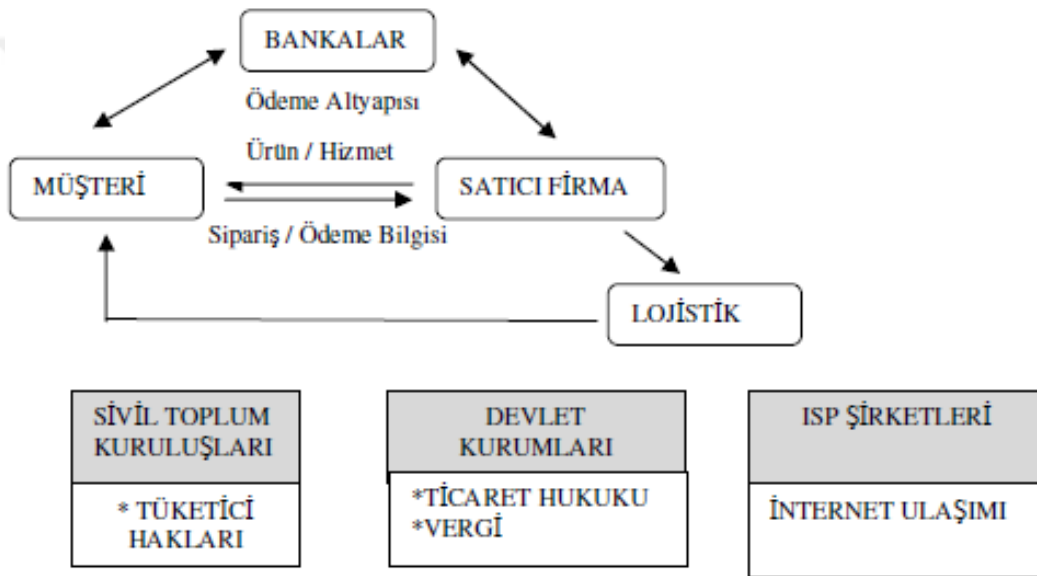 BANKALAR
Ödeme Altyapısı
Ürün / Hizmet
MÜŞTERİ
SATICI FİRMA
Sipariş / Ödeme Bilgisi
LOJİSTİK
SİVİL TOPLUM
KURULUŞLARI
* TÜKETİCİ
HAKLARI
DEVLET
KURUMLARI
*TİCARET HUKUKU
*VERGİ
ISP ŞİRKETLERİ
İNTERNET ULAŞIMI